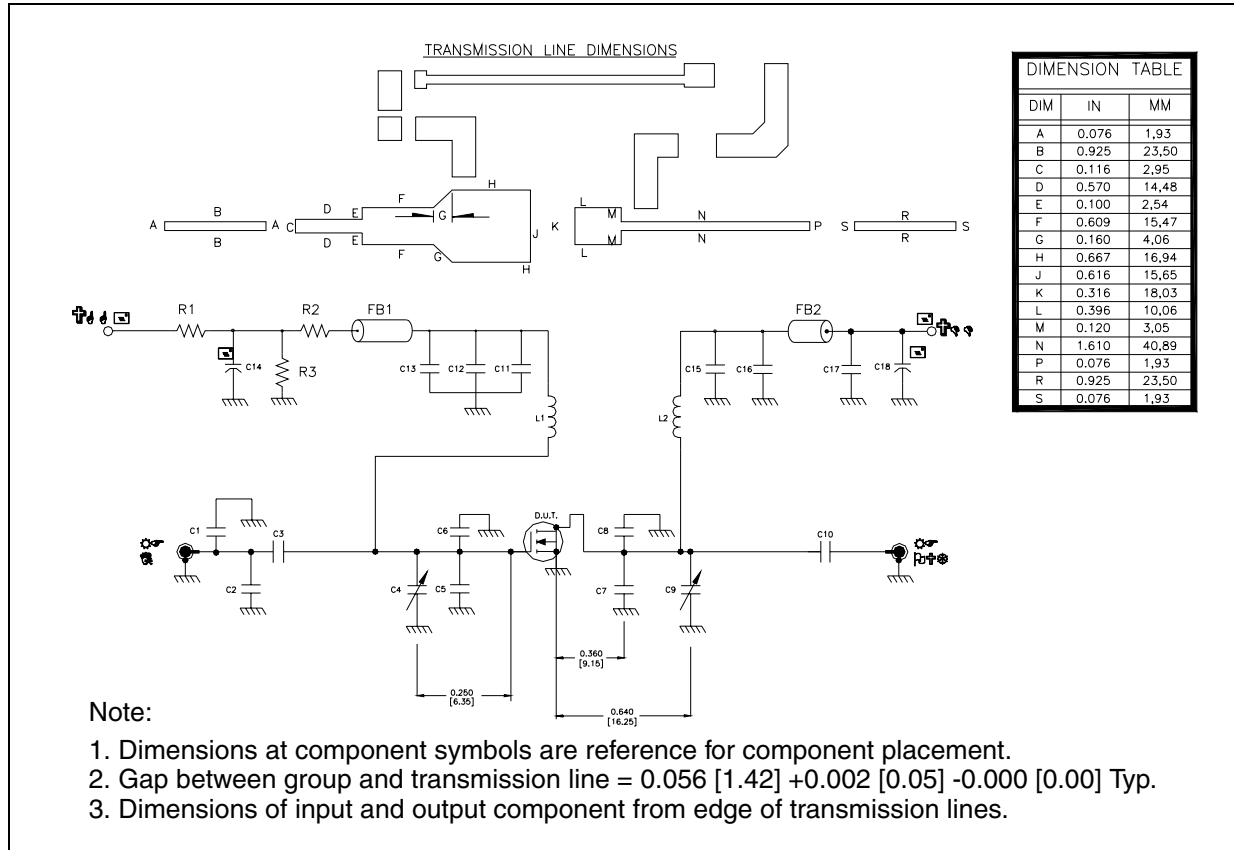 TRANSMISSION LINE DIMENSIONS
DIMENSION TABLE
DIM IN MM
A 0.076 1,93
B 0.925 23,50
C 0.116 2,95
D 0.570 14,48
E 0.100 2,54
F 0.609 15,47
G 0.160 4,06
H 0.667 16,94
J 0.616 15,65
K 0.316 18,03
L 0.396 10,06
M 0.120 3,05
N 1.610 40,89
P 0.076 1,93
R 0.925 23,50
S 0.076 1,93
H
F
L
B
D
E
G
M
N
R
A
A
C
J
K
P
S
S
B
D
E
F
G
H
M
L
N
R
R1
R2
FB1
FB2
C14
R3
C13
C12
C11
C15
C16
C17
C18
L1
L2
D.U.T.
C1
C3
C6
C8
C10
C2
C4
C5
C7
C9
0.360
[9.15]
0.250
[6.35]
0.640
[16.25]
Note:
1. Dimensions at component symbols are reference for component placement.
2. Gap between group and transmission line = 0.056 [1.42] +0.002 [0.05] -0.000 [0.00] Typ.
3. Dimensions of input and output component from edge of transmission lines.